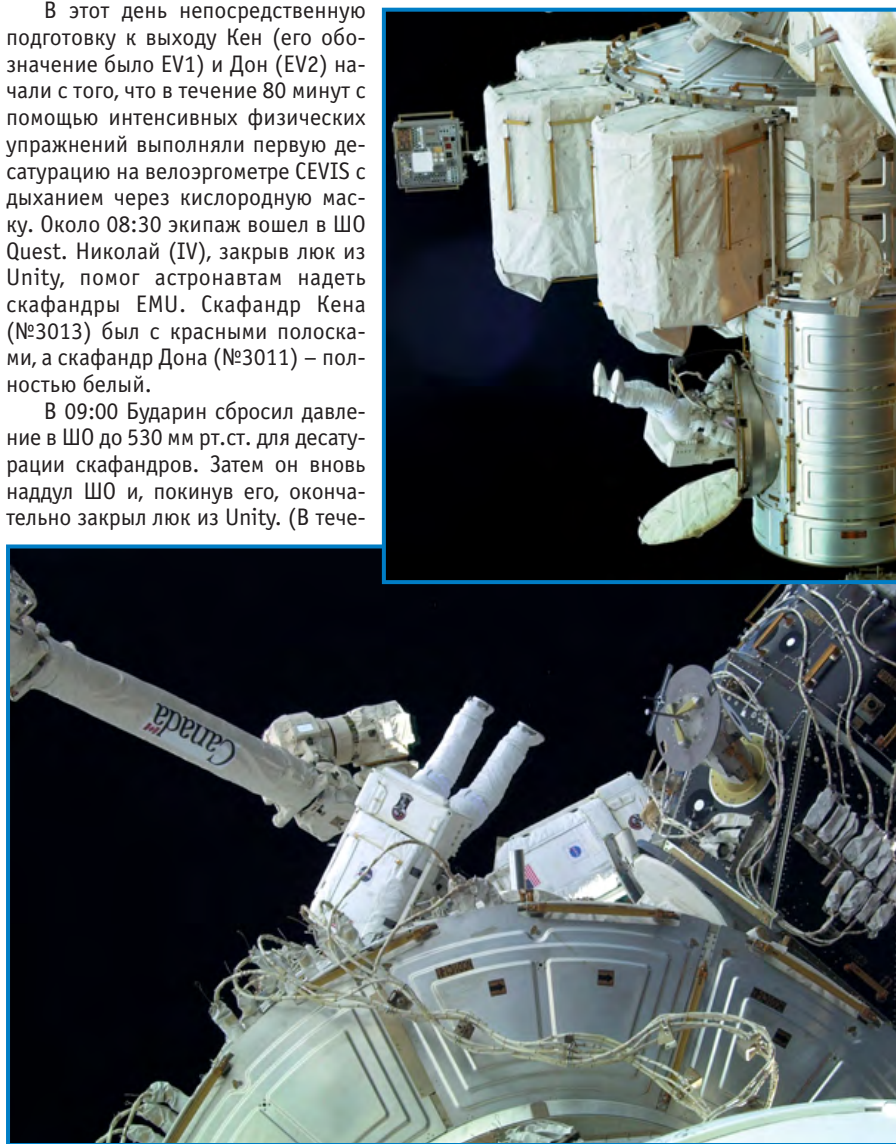 В этот день непосредственную
подготовку к выходу Кен (его обо-
значение было EV1) и Дон (EV2) на-
чали с того, что в течение 80 минут с
помощью интенсивных физических
упражнений выполняли первую де-
сатурацию на велоэргометре CEVIS с
дыханием через кислородную мас-
ку. Около 08:30 экипаж вошел в ШО
Quest. Николай (IV), закрыв люк из
Unity, помог астронавтам надеть
скафандры EMU. Скафандр Кена
(№3013) был с красными полоска-
ми, а скафандр Дона (№3011) – пол-
ностью белый.
В 09:00 Бударин сбросил давле-
ние в ШО до 530 мм рт.ст. для десату-
рации скафандров. Затем он вновь
наддул ШО и, покинув его, оконча-
тельно закрыл люк из Unity. (В тече-
Canada